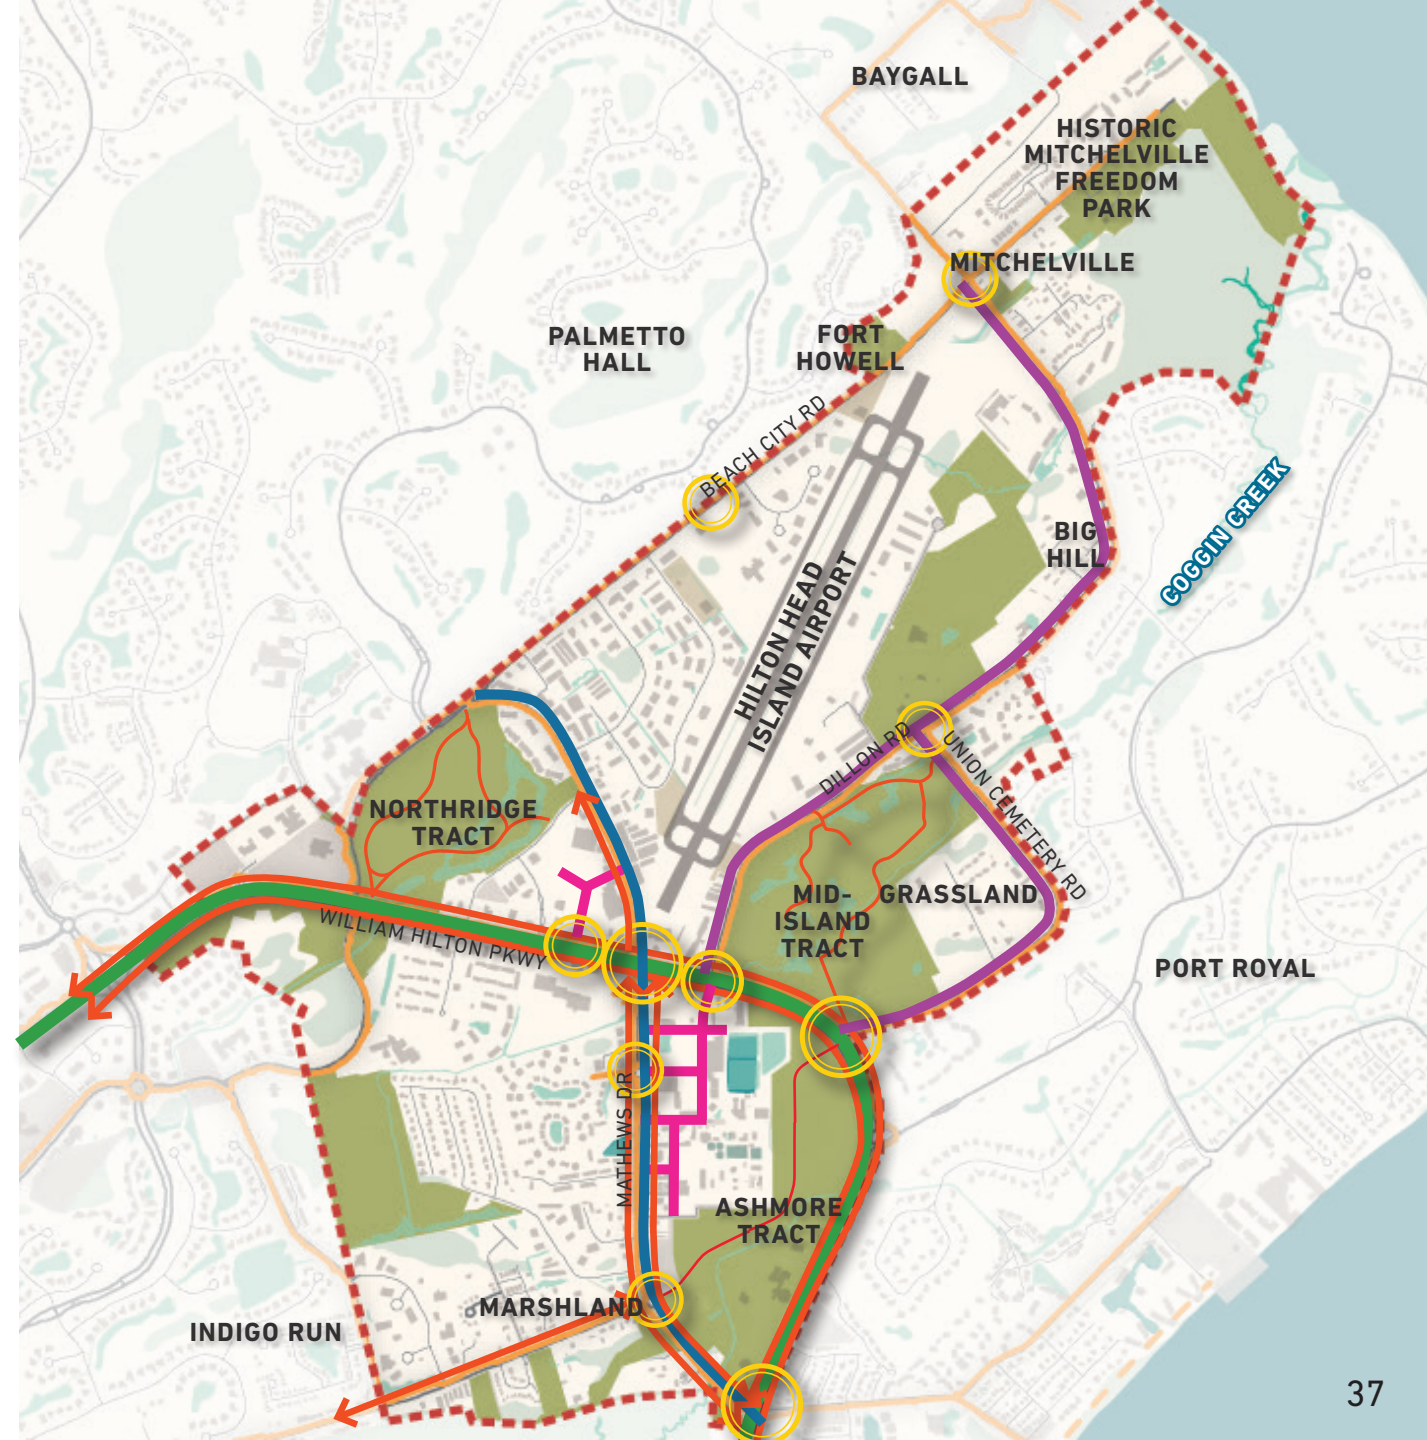 BAYGALL
HISTORIC
MITCHELVILLE
FREEDOM
PARK
MITCHELVILLE
PALMETTO
HALL
FORT
HOWELL
BEACH CITY RD
COGGIN CREEK
BIG
HILL
HILTON HEAD
ISLAND AIRPORT
DILLON RD
UNION CEMETERY RD
NORTHRIDGE
TRACT
MID-
ISLAND
TRACT
GRASSLAND
WILLIAM HILTON PKWY
PORT ROYAL
MATHEWS DR
ASHMORE
TRACT
MARSHLAND
INDIGO RUN
37